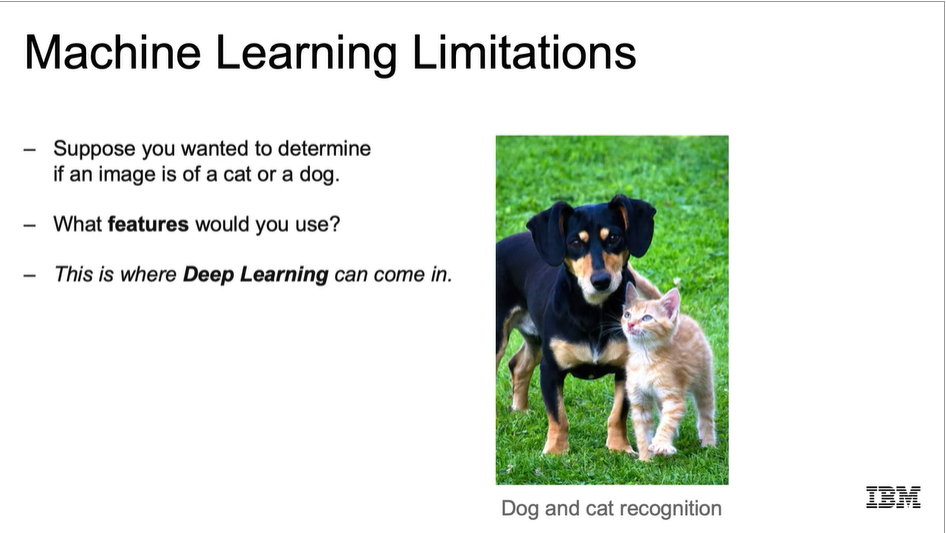 Machine Learning Limitations
– Suppose you wanted to determine
if an image is of a cat or a dog.
– What features would you use?
– This is where Deep Learning can come in.
Dog and cat recognition
IBM